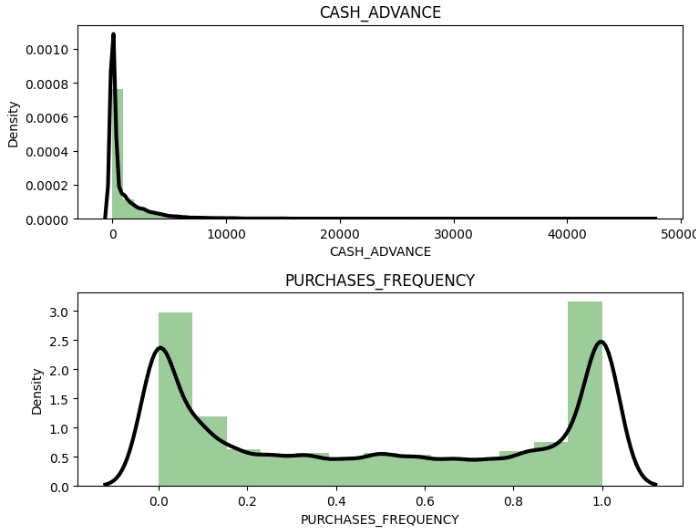 CASH_ADVANCE
0.0010
0.0008
0.0006
0.0004
0.0002
0.0000
Density
0 10000 20000 30000 40000 50000
CASH_ADVANCE
PURCHASES_FREQUENCY
3.0
2.5
2.0
1.5
1.0
0.5
0.0
Density
0.0 0.2 0.4 0.6 0.8 1.0
PURCHASES_FREQUENCY